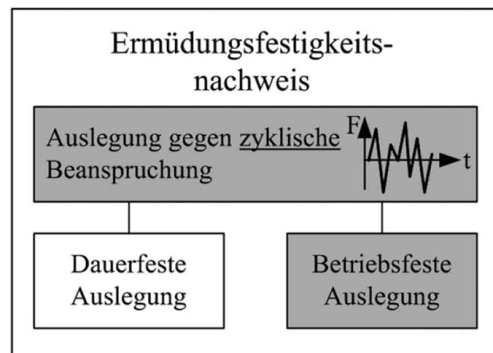 Ermüdungsfestigkeits-
nachweis
Auslegung gegen zyklische
Beanspruchung
F
t
Dauerfeste
Auslegung
Betriebsfeste
Auslegung